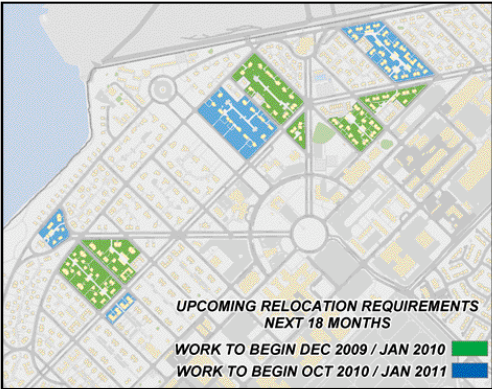 UPCOMING RELOCATION REQUIREMENTS
NEXT 18 MONTHS
WORK TO BEGIN DEC 2009 / JAN 2010
WORK TO BEGIN OCT 2010 / JAN 2011